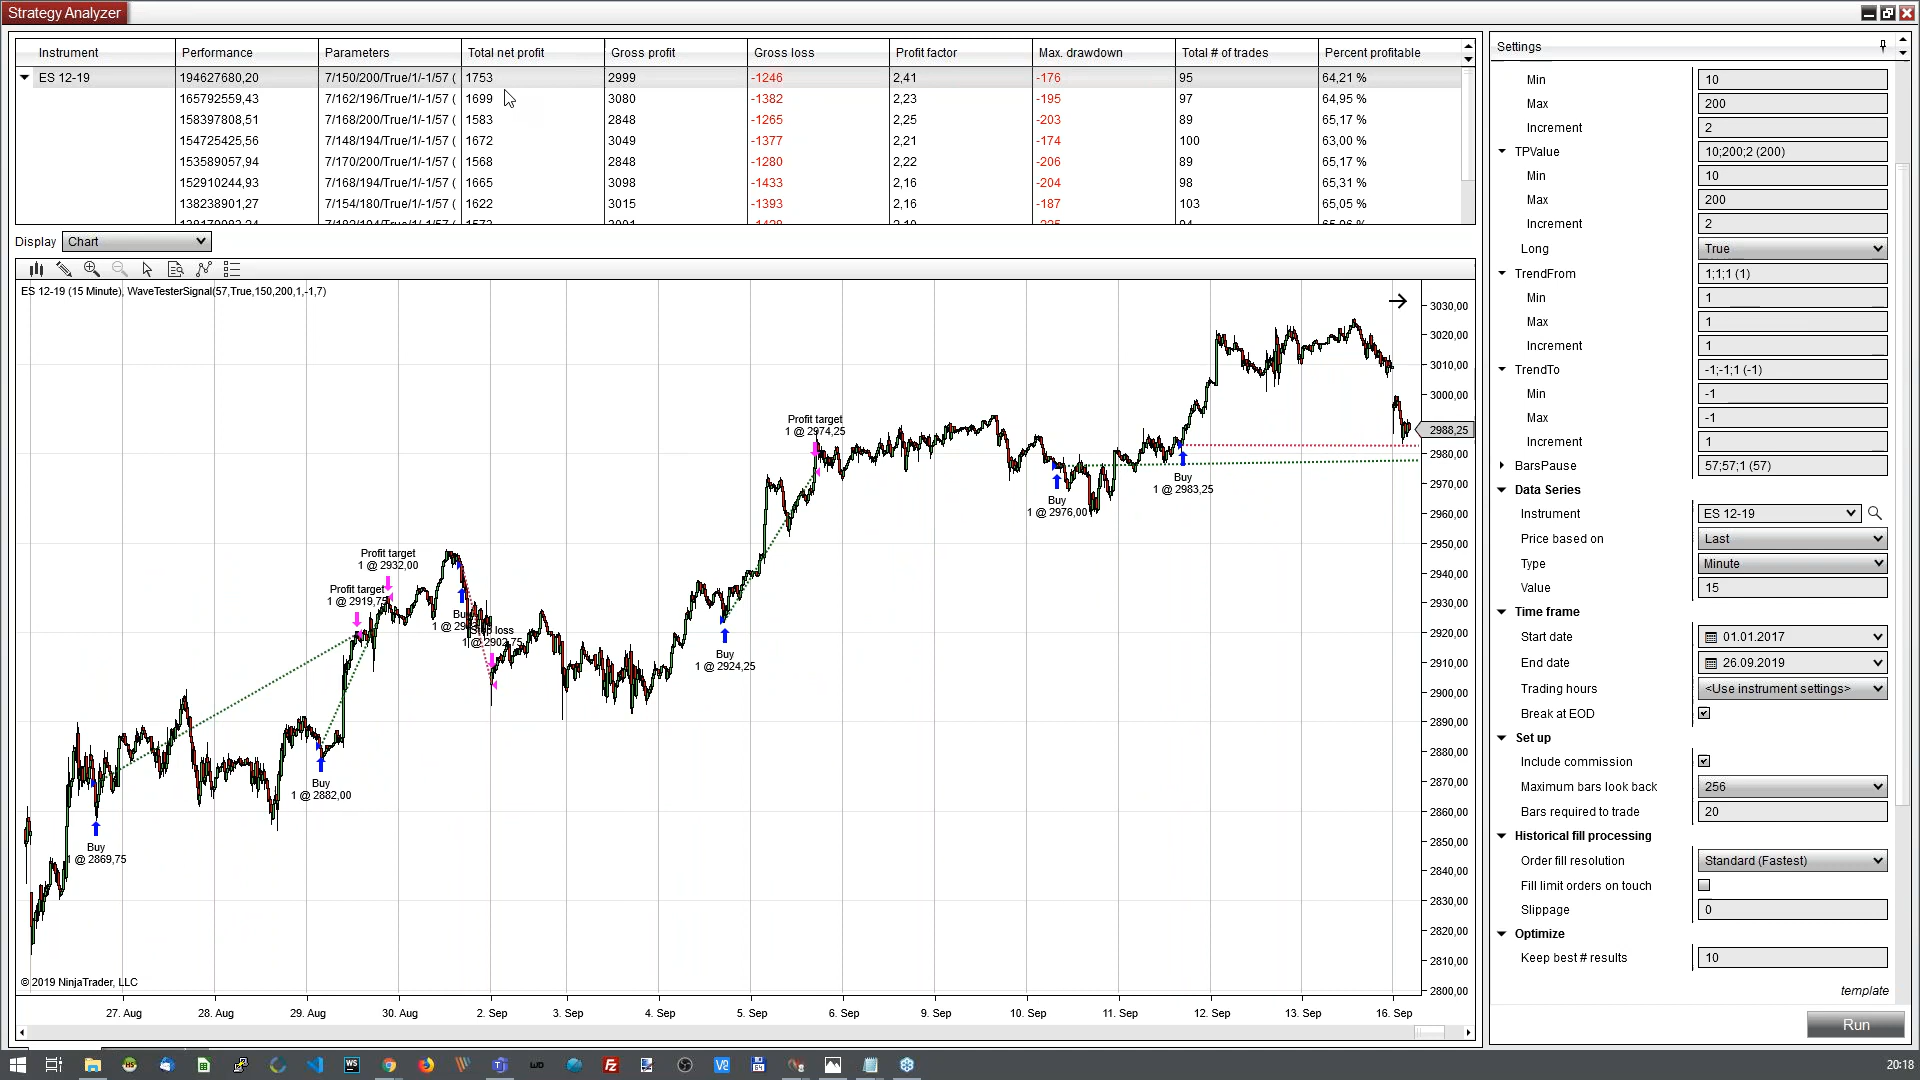 Strategy Analyzer
Instrument Performance Parameters Total net profit Gross profit Gross loss Profit factor Max. drawdown Total # of trades Percent profitable
ES 12-19 194627680,20 7/150/200/True/1/-1/57 ( 1753 2999 -1246 2,41 -176 95 64,21 %
165792559,43 7/162/196/True/1/-1/57 ( 1699 3080 -1382 2,23 -195 97 64,95 %
158397808,51 7/168/200/True/1/-1/57 ( 1583 2848 -1265 2,25 -203 89 65,17 %
154725425,56 7/148/194/True/1/-1/57 ( 1672 3049 -1377 2,21 -174 100 63,00 %
153589057,94 7/170/200/True/1/-1/57 ( 1568 2848 -1280 2,22 -206 89 65,17 %
152910244,93 7/168/194/True/1/-1/57 ( 1665 3098 -1433 2,16 -204 98 65,31 %
138238901,27 7/154/180/True/1/-1/57 ( 1622 3015 -1393 2,16 -187 103 65,05 %
Display Chart
ES 12-19 (15 Minute), WaveTesterSignal(57,True,150,200,1,-1,7)
Profit target
1 @ 2974,25
Buy
1 @ 2983,25
Buy
1 @ 2976,00
Profit target
1 @ 2932,00
Profit target
1 @ 2919,75
loss
1 @ 2902,75
Buy
1 @ 2924,25
Buy
1 @ 2882,00
Buy
1 @ 2869,75
© 2019 NinjaTrader, LLC
3030,00
3020,00
3010,00
3000,00
2988,25
2980,00
2970,00
2960,00
2950,00
2940,00
2930,00
2920,00
2910,00
2900,00
2890,00
2880,00
2870,00
2860,00
2850,00
2840,00
2830,00
2820,00
2810,00
2800,00
27. Aug 28. Aug 29. Aug 30. Aug 2. Sep 3. Sep 4. Sep 5. Sep 6. Sep 9. Sep 10. Sep 11. Sep 12. Sep 13. Sep 16. Sep
Settings
Min 10
Max 200
Increment 2
TPValue 10;200;2 (200)
Min 10
Max 200
Increment 2
Long True
TrendFrom 1;1;1 (1)
Min 1
Max 1
Increment 1
TrendTo -1;-1;1 (-1)
Min -1
Max -1
Increment 1
BarsPause 57;57;1 (57)
Data Series
Instrument ES 12-19
Price based on Last
Type Minute
Value 15
Time frame
Start date 01.01.2017
End date 26.09.2019
Trading hours <Use instrument settings>
Break at EOD
Set up
Include commission
Maximum bars look back 256
Bars required to trade 20
Historical fill processing
Order fill resolution Standard (Fastest)
Fill limit orders on touch
Slippage 0
Optimize
Keep best # results 10
template
Run
20:18